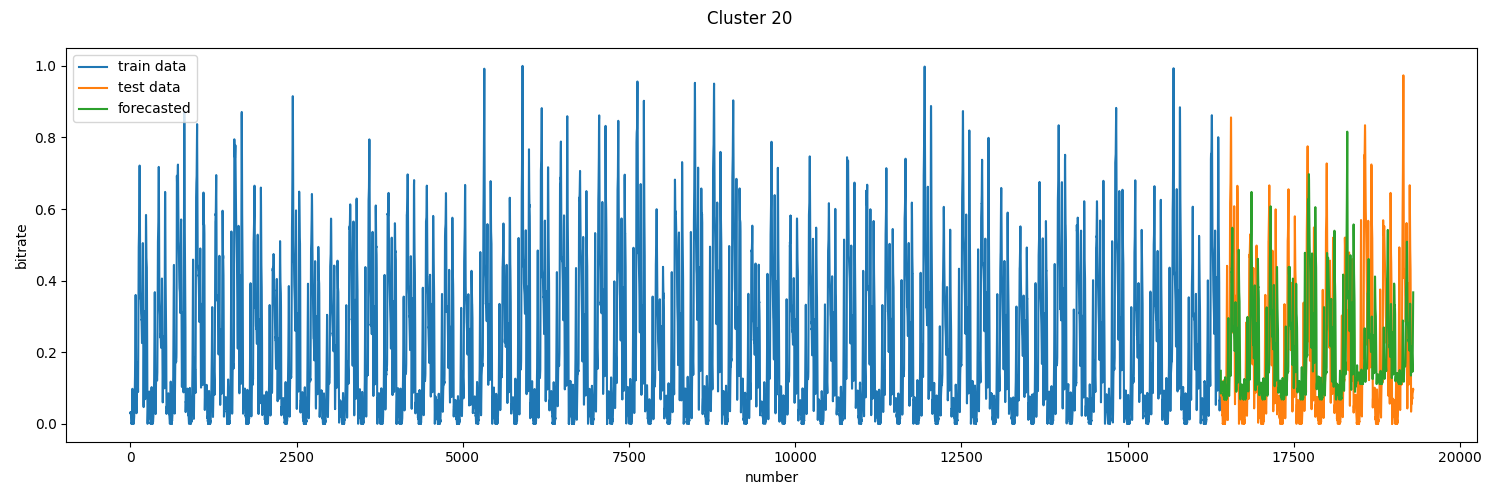 Cluster 20
train data
test data
forecasted
bitrate
1.0
0.8
0.6
0.4
0.2
0.0
0 2500 5000 7500 10000 12500 15000 17500 20000
number